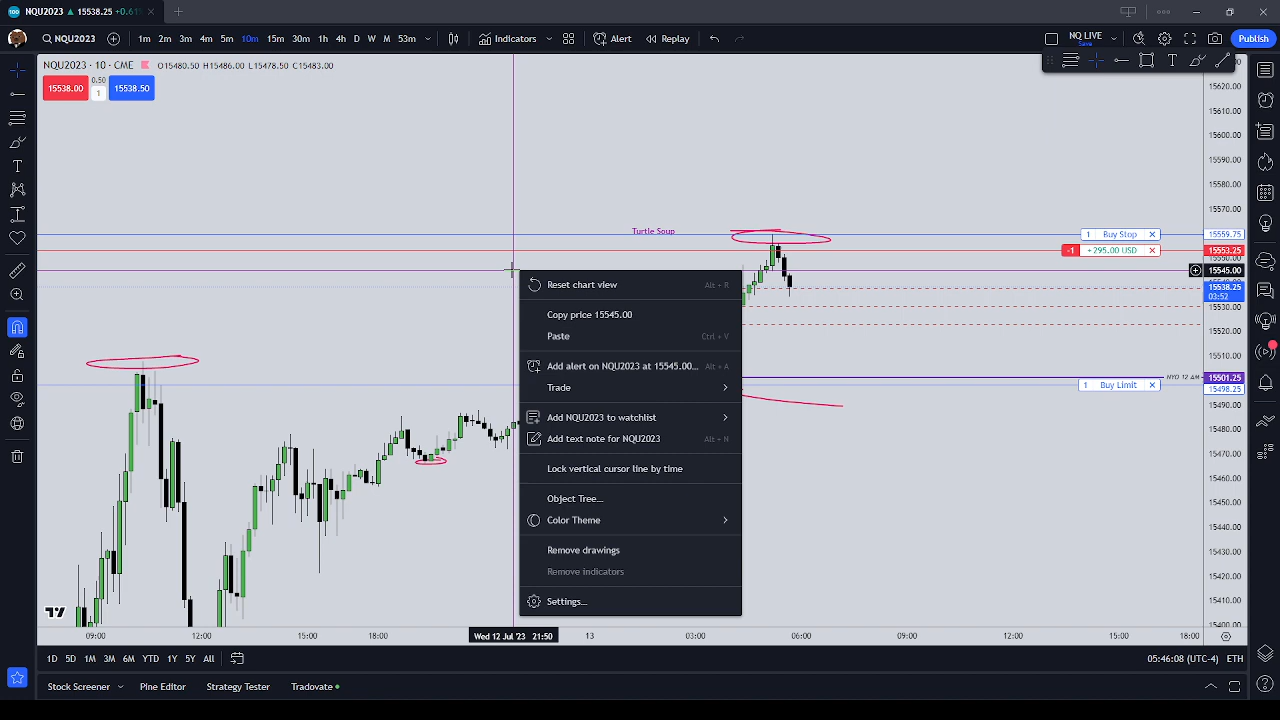 NQU2023 ▲ 15538.25 +0.61
NQU2023
1m 2m 3m 4m 5m 10m 15m 30m 1h 4h D W M 53m
Indicators
Alert
Replay
NQ LIVE
Save
Publish
NQU2023 · 10 · CME
O15480.50 H15486.00 L15478.50 C15483.00
15538.00
0.50
1
15538.50
Turtle Soup
1 Buy Stop
-1 +295.00 USD
1 Buy Limit
NYO 12 AM
15620.00
15610.00
15600.00
15590.00
15580.00
15570.00
15559.75
15553.25
15550.00
15545.00
15538.25
03:52
15530.00
15520.00
15510.00
15501.25
15498.25
15490.00
15480.00
15470.00
15460.00
15450.00
15440.00
15430.00
15420.00
15410.00
15400.00
Reset chart view Alt + R
Copy price 15545.00
Paste Ctrl + V
Add alert on NQU2023 at 15545.00... Alt + A
Trade
Add NQU2023 to watchlist
Add text note for NQU2023 Alt + N
Lock vertical cursor line by time
Object Tree...
Color Theme
Remove drawings
Remove indicators
Settings...
09:00 12:00 15:00 18:00 Wed 12 Jul '23 21:50 13 03:00 06:00 09:00 12:00 15:00 18:00
1D 5D 1M 3M 6M YTD 1Y 5Y All
05:46:08 (UTC-4) ETH
Stock Screener Pine Editor Strategy Tester Tradovate